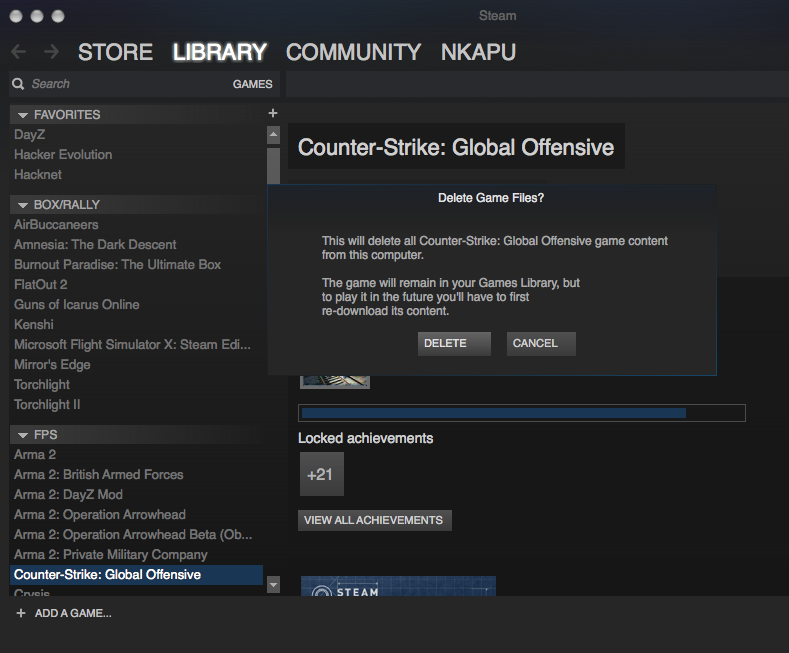 Steam
STORE LIBRARY COMMUNITY NKAPU
Search GAMES
FAVORITES +
DayZ
Hacker Evolution
Hacknet
BOX/RALLY
AirBuccaneers
Amnesia: The Dark Descent
Burnout Paradise: The Ultimate Box
FlatOut 2
Guns of Icarus Online
Kenshi
Microsoft Flight Simulator X: Steam Edi...
Mirror's Edge
Torchlight
Torchlight II
FPS
Arma 2
Arma 2: British Armed Forces
Arma 2: DayZ Mod
Arma 2: Operation Arrowhead
Arma 2: Operation Arrowhead Beta (Ob...
Arma 2: Private Military Company
Counter-Strike: Global Offensive
Crysis
+ ADD A GAME...
Counter-Strike: Global Offensive
Delete Game Files?
This will delete all Counter-Strike: Global Offensive game content
from this computer.
The game will remain in your Games Library, but
to play it in the future you'll have to first
re-download its content.
DELETE CANCEL
Locked achievements
+21
VIEW ALL ACHIEVEMENTS
STEAM